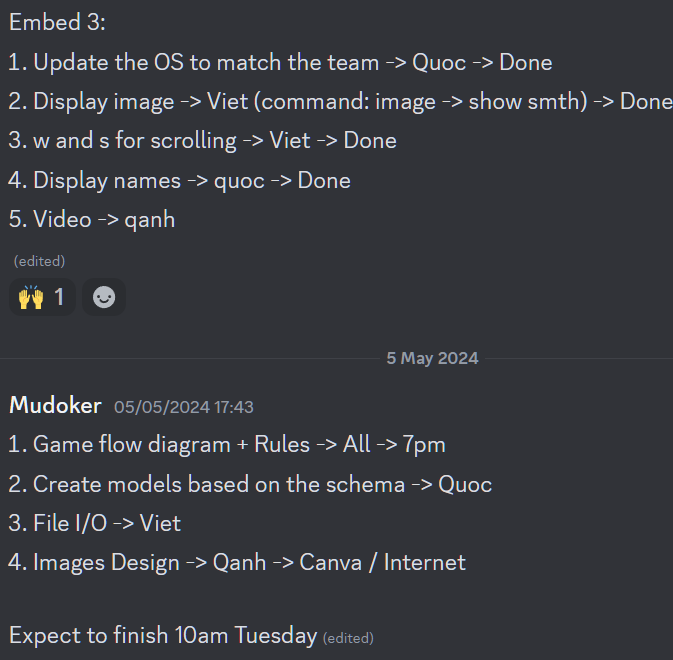 Embed 3:
1. Update the OS to match the team -> Quoc -> Done
2. Display image -> Viet (command: image -> show smth) -> Done
3. w and s for scrolling -> Viet -> Done
4. Display names -> quoc -> Done
5. Video -> qanh
(edited)
1
5 May 2024
Mudoker 05/05/2024 17:43
1. Game flow diagram + Rules -> All -> 7pm
2. Create models based on the schema -> Quoc
3. File I/O -> Viet
4. Images Design -> Qanh -> Canva / Internet
Expect to finish 10am Tuesday (edited)